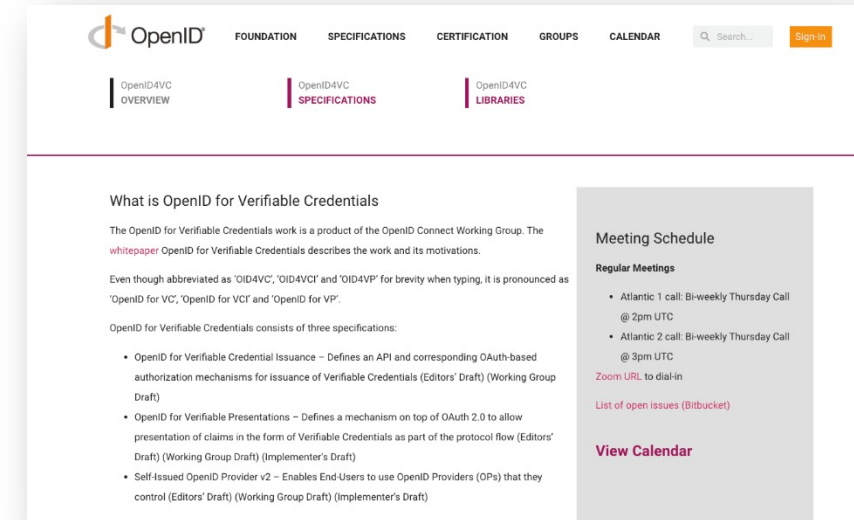 OpenID
FOUNDATION SPECIFICATIONS CERTIFICATION GROUPS CALENDAR Search... Sign-In
OpenID4VC
OVERVIEW
OpenID4VC
SPECIFICATIONS
OpenID4VC
LIBRARIES
What is OpenID for Verifiable Credentials
The OpenID for Verifiable Credentials work is a product of the OpenID Connect Working Group. The
whitepaper OpenID for Verifiable Credentials describes the work and its motivations.
Even though abbreviated as ‘OID4VC’, ‘OID4VCI’ and ‘OID4VP’ for brevity when typing, it is pronounced as
‘OpenID for VC’, ‘OpenID for VCI’ and ‘OpenID for VP’.
OpenID for Verifiable Credentials consists of three specifications:
• OpenID for Verifiable Credential Issuance – Defines an API and corresponding OAuth-based
authorization mechanisms for issuance of Verifiable Credentials (Editors’ Draft) (Working Group
Draft)
• OpenID for Verifiable Presentations – Defines a mechanism on top of OAuth 2.0 to allow
presentation of claims in the form of Verifiable Credentials as part of the protocol flow (Editors’
Draft) (Working Group Draft) (Implementer’s Draft)
• Self-Issued OpenID Provider v2 – Enables End-Users to use OpenID Providers (OPs) that they
control (Editors’ Draft) (Working Group Draft) (Implementer’s Draft)
Meeting Schedule
Regular Meetings
• Atlantic 1 call: Bi-weekly Thursday Call
@ 2pm UTC
• Atlantic 2 call: Bi-weekly Thursday Call
@ 3pm UTC
Zoom URL to dial-in
List of open issues (Bitbucket)
View Calendar